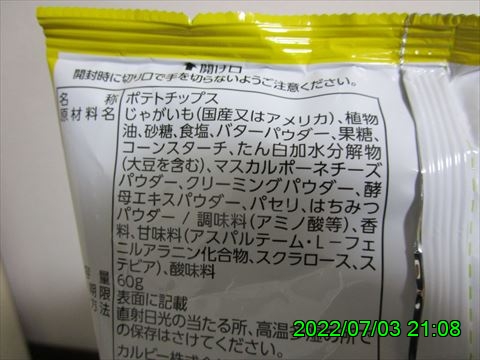 開け口
開封時に切り口で手を切らないようご注意ください。
名称 ポテトチップス
原材料名 じゃがいも(国産又はアメリカ)、植物
油、砂糖、食塩、バターパウダー、果糖、
コーンスターチ、たん白加水分解物
(大豆を含む)、マスカルポーネチーズ
パウダー、クリーミングパウダー、酵
母エキスパウダー、パセリ、はちみつ
パウダー / 調味料(アミノ酸等)、香
料、甘味料(アスパルテーム・L-フェ
ニルアラニン化合物、スクラロース、ス
テビア)、酸味料
量 60g
期限 表面に記載
方法 直射日光の当たる所、高温多湿の所で
の保存はさけてください。
カルビー株式
2022/07/03 21:08